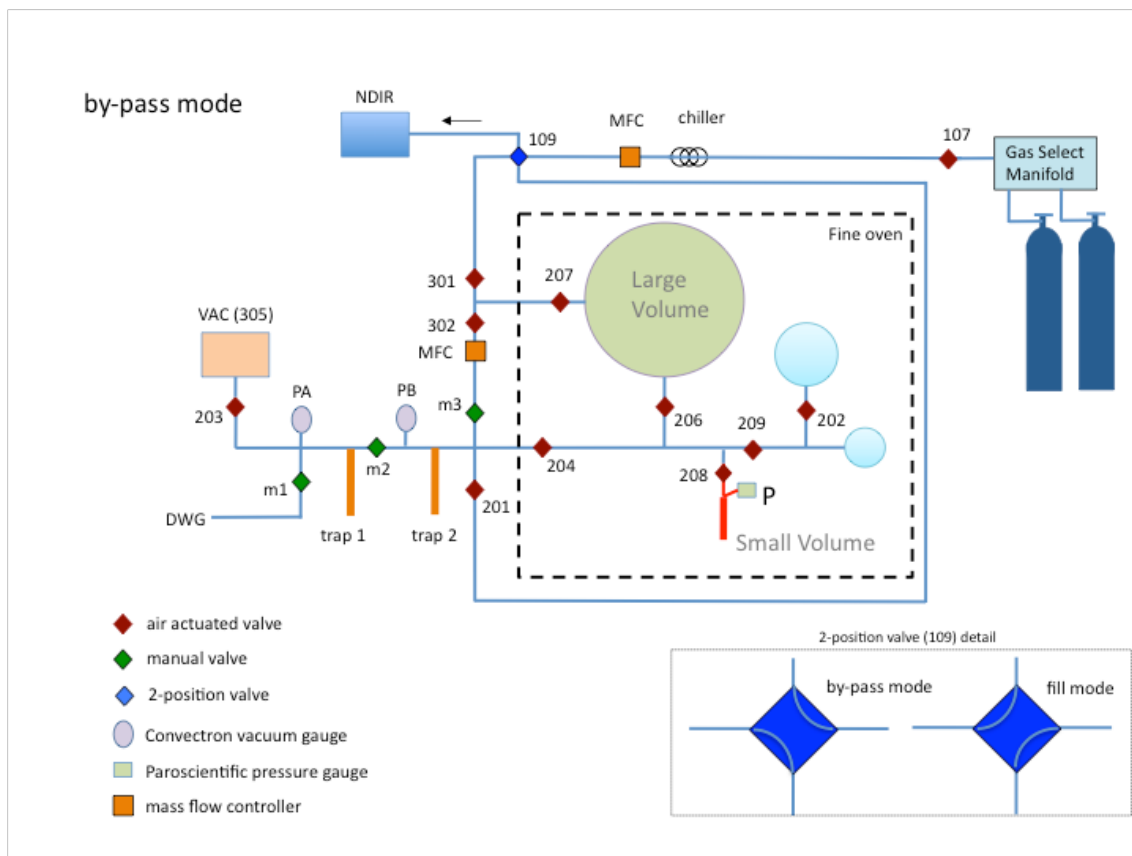 by-pass mode
NDIR
109
MFC
chiller
107
Gas Select
Manifold
Fine oven
301
207
Large
Volume
VAC (305)
302
MFC
PA
PB
m3
203
206
209
202
m2
204
m1
208
P
201
DWG
trap 1
trap 2
Small Volume
air actuated valve
manual valve
2-position valve
Convectron vacuum gauge
Paroscientific pressure gauge
mass flow controller
2-position valve (109) detail
by-pass mode
fill mode